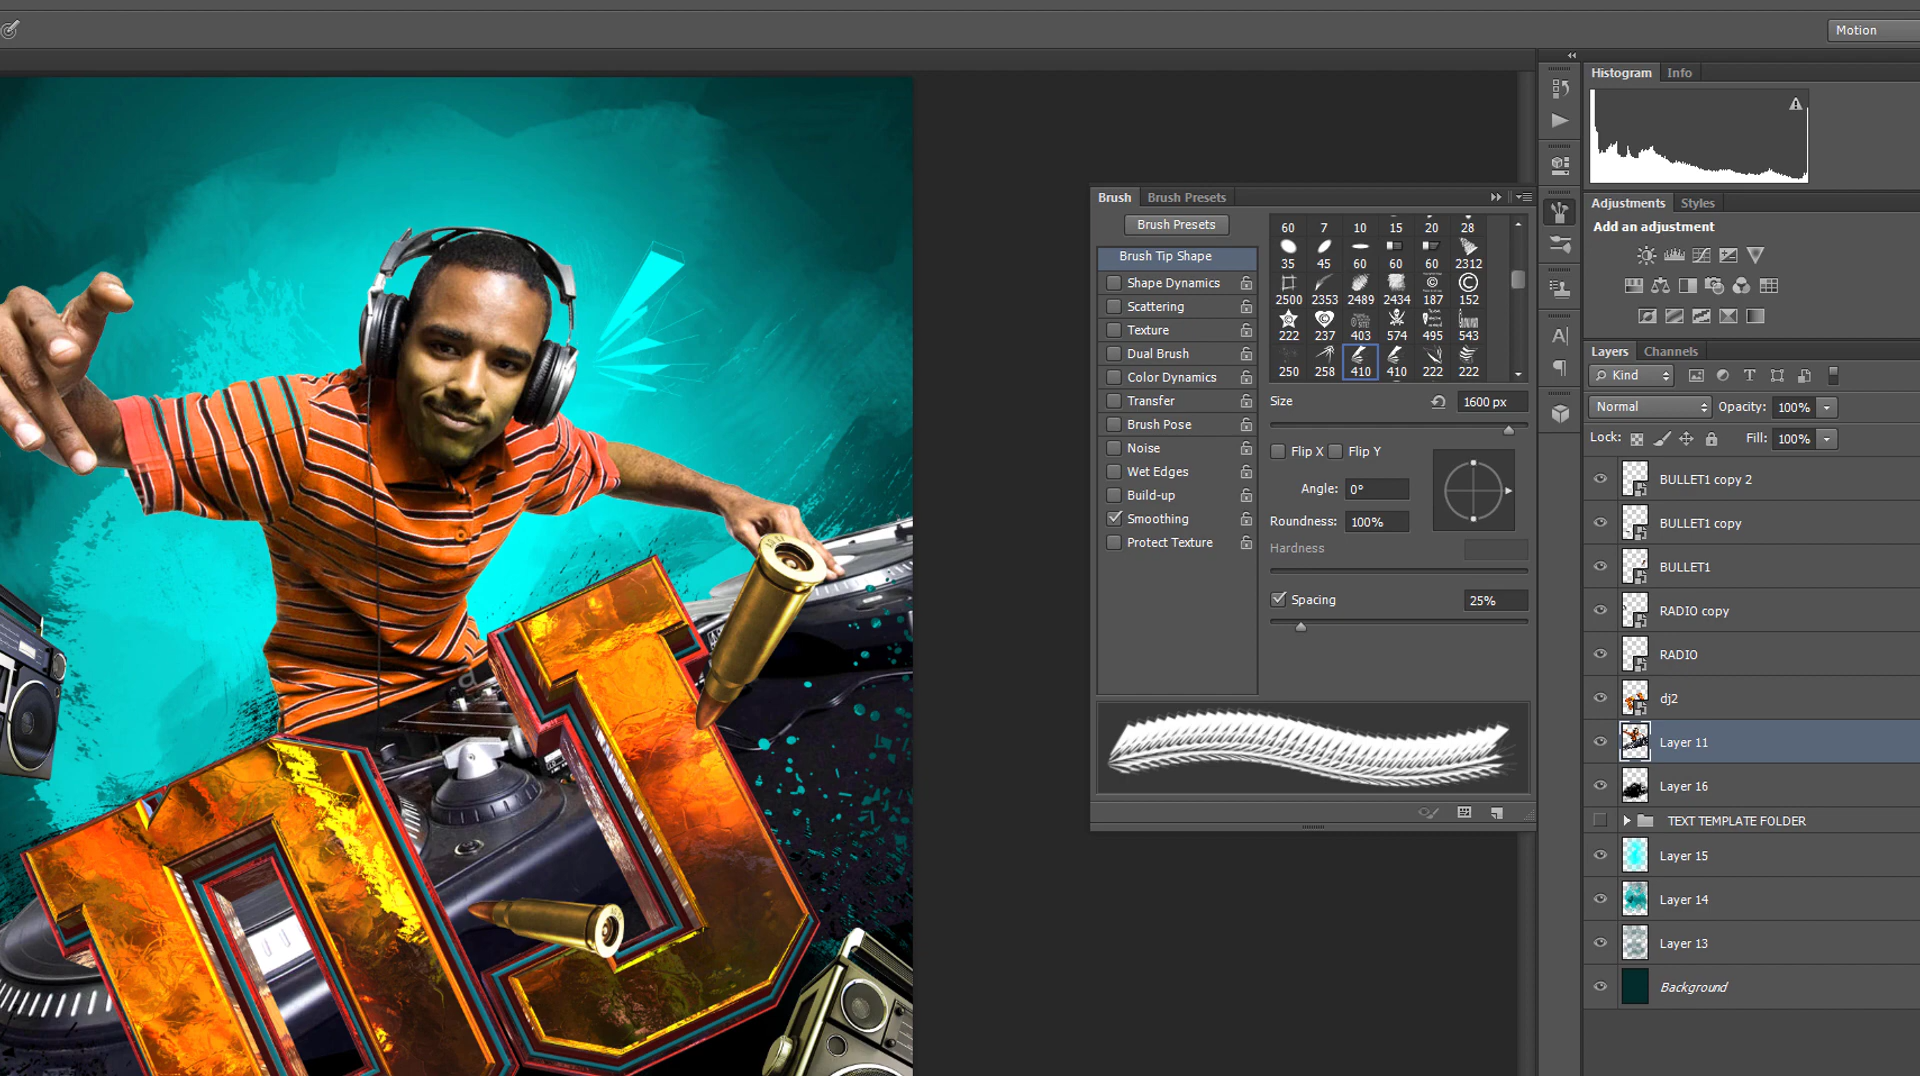 Motion
Histogram Info
Adjustments Styles
Add an adjustment
Brush Brush Presets
Brush Presets
Brush Tip Shape
Shape Dynamics
Scattering
Texture
Dual Brush
Color Dynamics
Transfer
Brush Pose
Noise
Wet Edges
Build-up
Smoothing
Protect Texture
60 7 10 15 20 28
35 45 60 60 60 2312
2500 2353 2489 2434 187 152
222 237 403 574 495 543
250 258 410 410 222 222
Size 1600 px
Flip X Flip Y
Angle: 0°
Roundness: 100%
Hardness
Spacing 25%
Layers Channels
Kind
Normal Opacity: 100%
Lock: Fill: 100%
BULLET1 copy 2
BULLET1 copy
BULLET1
RADIO copy
RADIO
dj2
Layer 11
Layer 16
TEXT TEMPLATE FOLDER
Layer 15
Layer 14
Layer 13
Background